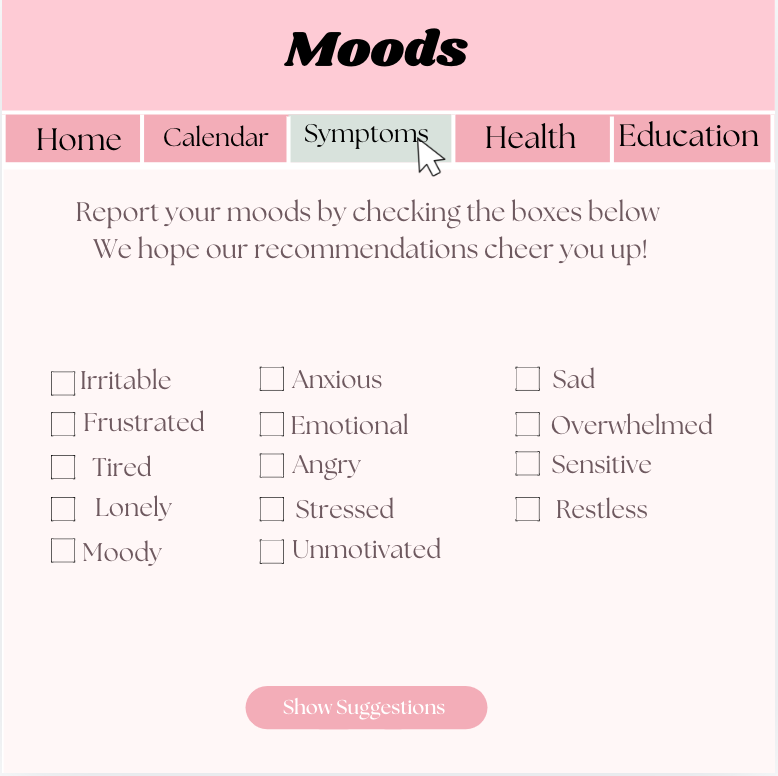 Moods
Home Calendar Symptoms Health Education
Report your moods by checking the boxes below
We hope our recommendations cheer you up!
Irritable Anxious Sad
Frustrated Emotional Overwhelmed
Tired Angry Sensitive
Lonely Stressed Restless
Moody Unmotivated
Show Suggestions